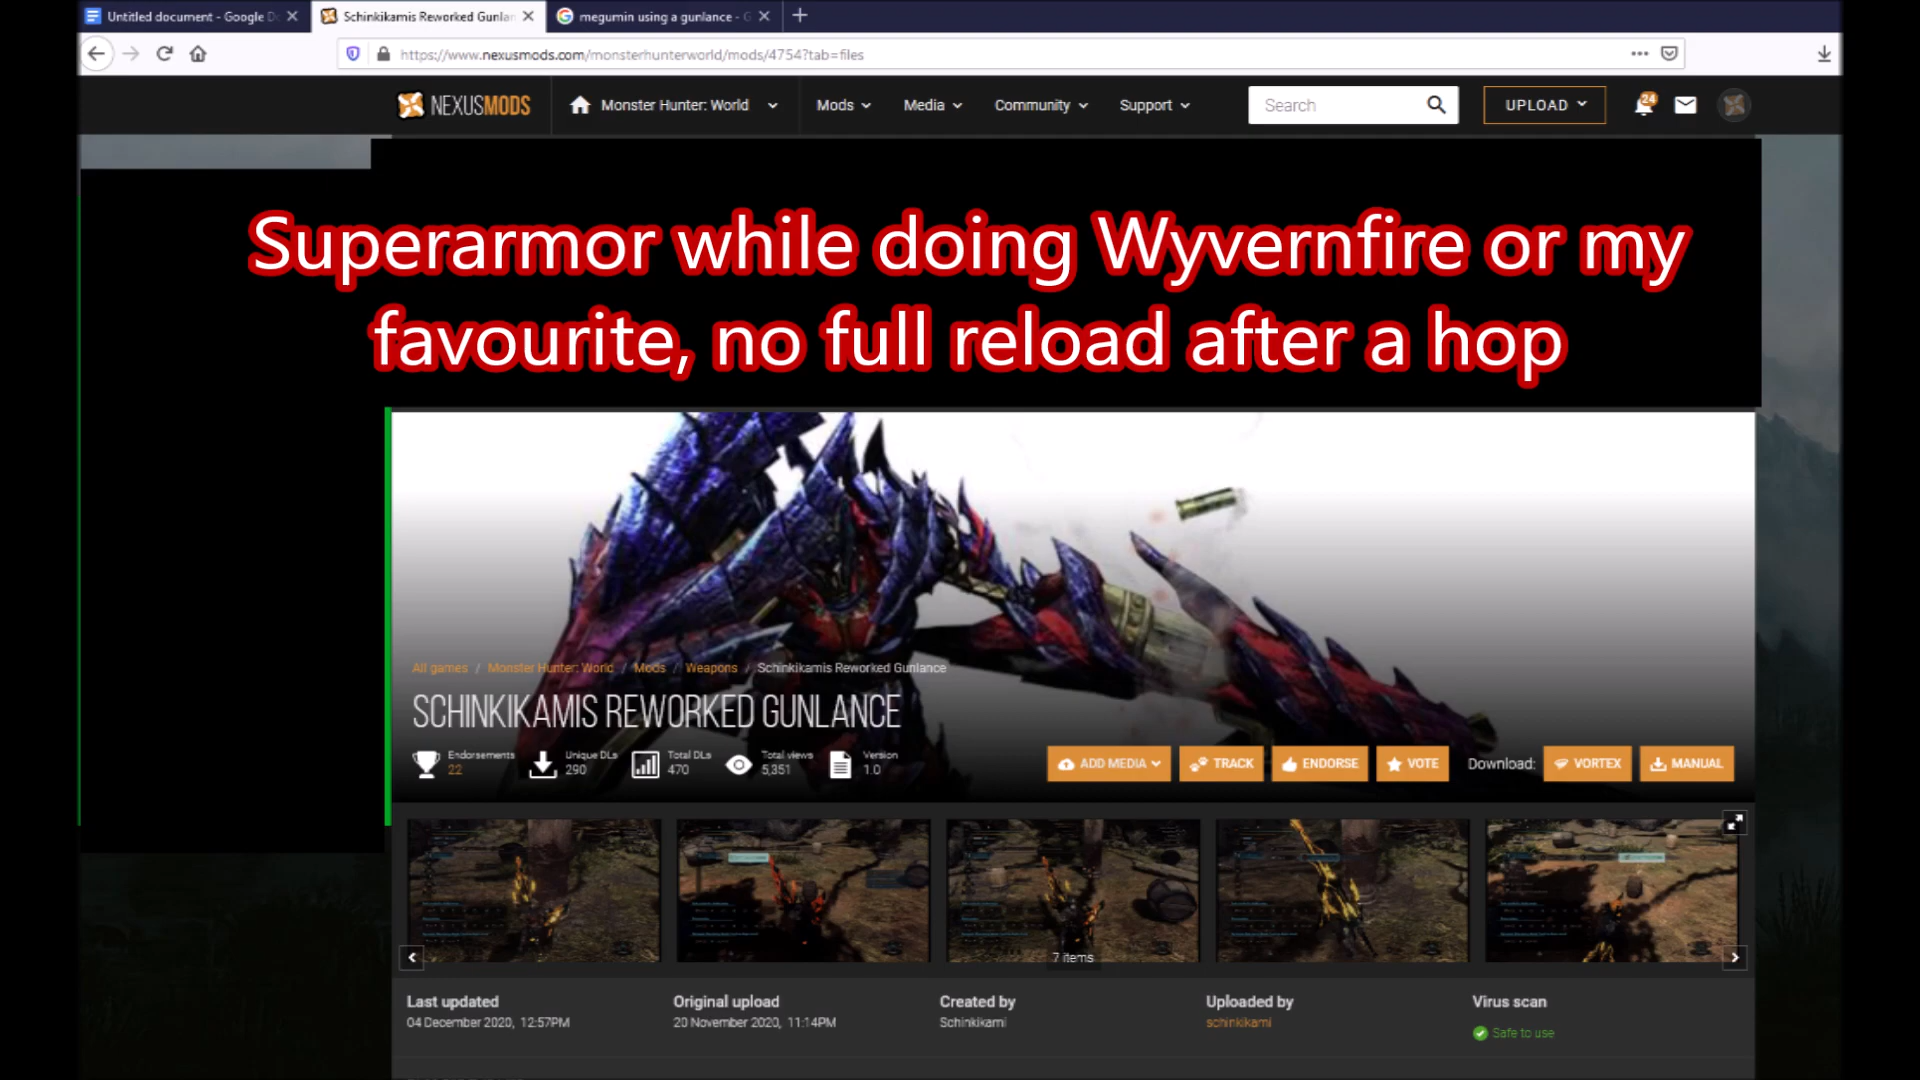 Untitled document - Google D
Schinkikamis Reworked Gunlan
megumin using a gunlance - G
https://www.nexusmods.com/monsterhunterworld/mods/4754?tab=files
NEXUSMODS
Monster Hunter: World
Mods
Media
Community
Support
Search
UPLOAD
24
Superarmor while doing Wyvernfire or my
favourite, no full reload after a hop
All games / Monster Hunter: World / Mods / Weapons / Schinkikamis Reworked Gunlance
SCHINKIKAMIS REWORKED GUNLANCE
Endorsements
22
Unique DLs
290
Total DLs
470
Total views
5,351
Version
1.0
ADD MEDIA
TRACK
ENDORSE
VOTE
Download:
VORTEX
MANUAL
7 items
Last updated
04 December 2020, 12:57PM
Original upload
20 November 2020, 11:14PM
Created by
Schinkikami
Uploaded by
schinkikami
Virus scan
Safe to use